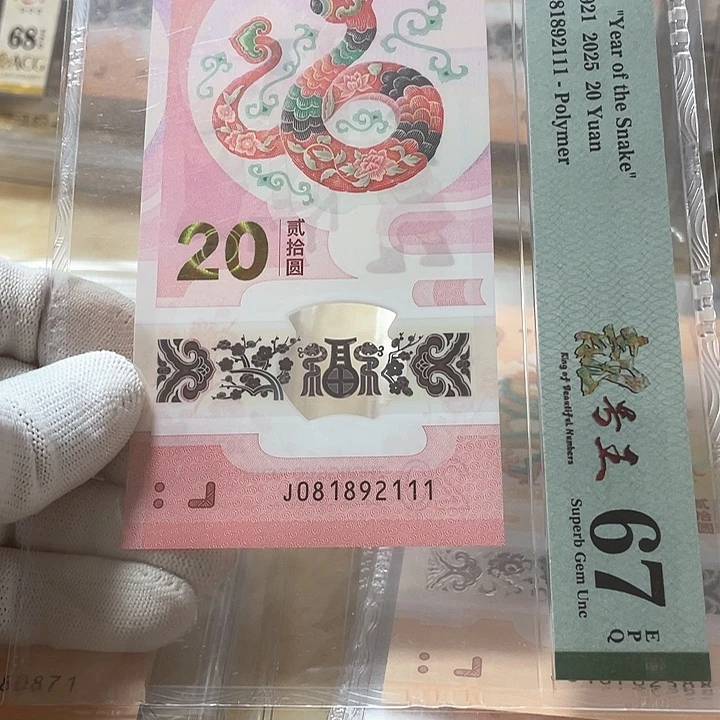 68
20
贰拾圆
J081892111
"Year of the Snake"
2025 20 Yuan
81892111 - Polymer
King of Beautiful Numbers
67
EPQ
Superb Gem Unc
60871